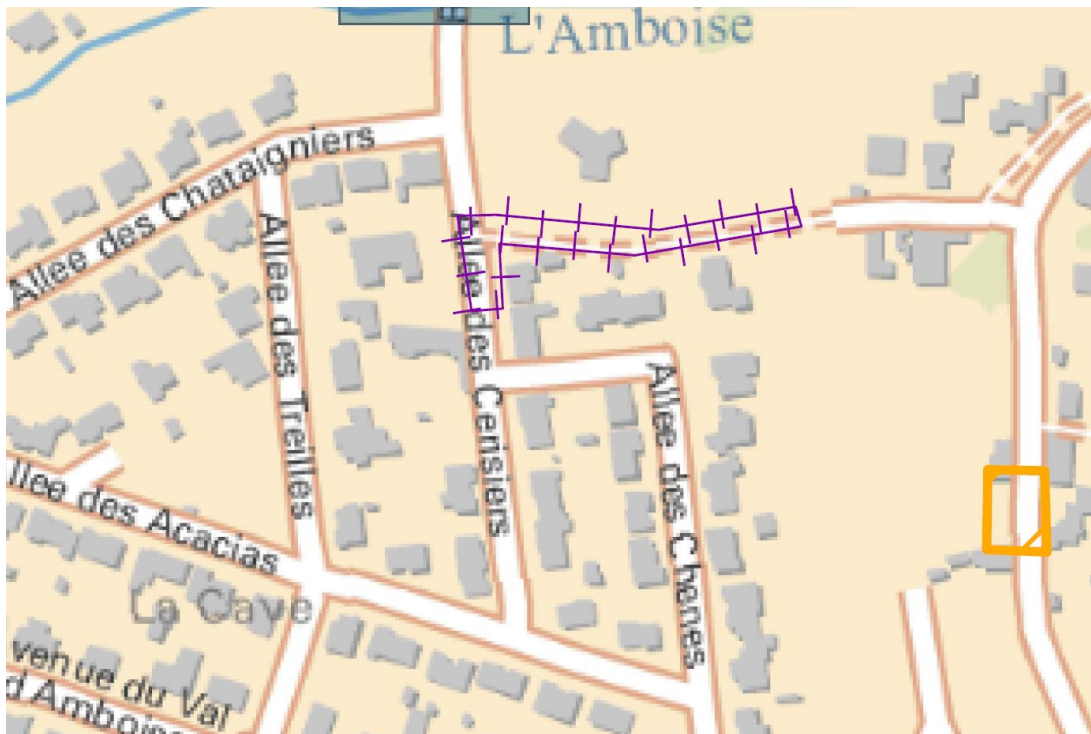 L'Amboise
Allee des Chataigniers
Allee des Treilles
Allee des Cerisiers
Allee des Chenes
llee des Acacias
La Clave
venue du Val
d Amboise